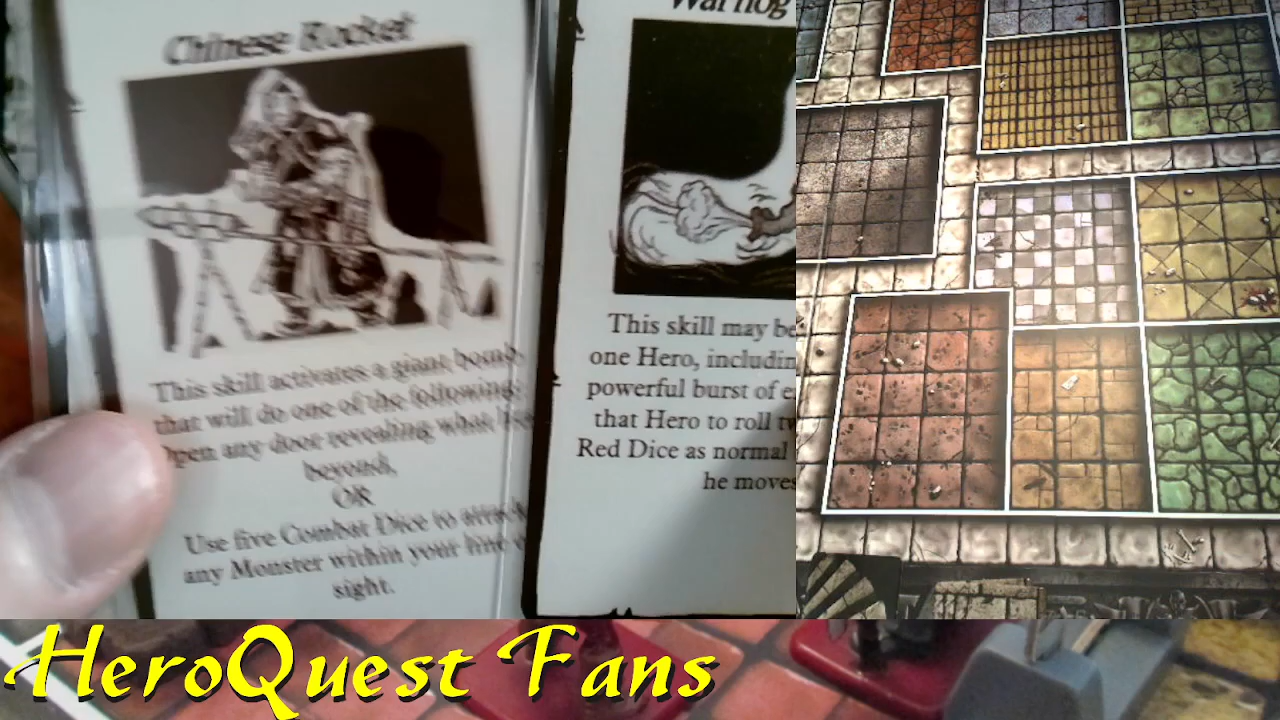 Chinese Rocket
This skill activates a giant bomb
that will do one of the following:
Open any door revealing what lies
beyond.
OR
Use five Combat Dice to attack
any Monster within your line of
sight.
Warhog
This skill may be
one Hero, includin
powerful burst of e
that Hero to roll tw
Red Dice as normal
he moves
HeroQuest Fans